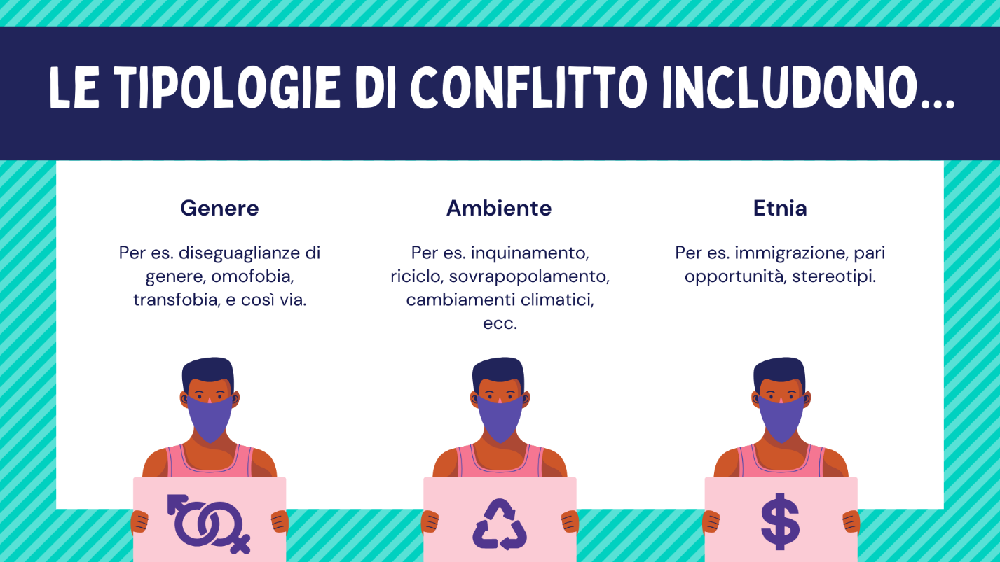 LE TIPOLOGIE DI CONFLITTO INCLUDONO...
Genere
Per es. diseguaglianze di
genere, omofobia,
transfobia, e così via.
Ambiente
Per es. inquinamento,
riciclo, sovrapopolamento,
cambiamenti climatici,
ecc.
Etnia
Per es. immigrazione, pari
opportunità, stereotipi.
$